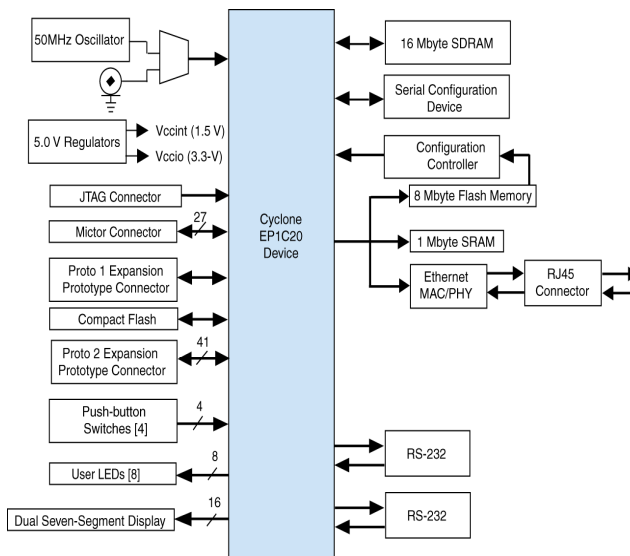 50MHz Oscillator
5.0 V Regulators
Vccint (1.5 V)
Vccio (3.3-V)
JTAG Connector
27
Mictor Connector
Proto 1 Expansion
Prototype Connector
Compact Flash
41
Proto 2 Expansion
Prototype Connector
4
Push-button
Switches [4]
8
User LEDs [8]
16
Dual Seven-Segment Display
Cyclone
EP1C20
Device
16 Mbyte SDRAM
Serial Configuration
Device
Configuration
Controller
8 Mbyte Flash Memory
1 Mbyte SRAM
Ethernet
MAC/PHY
RJ45
Connector
RS-232
RS-232